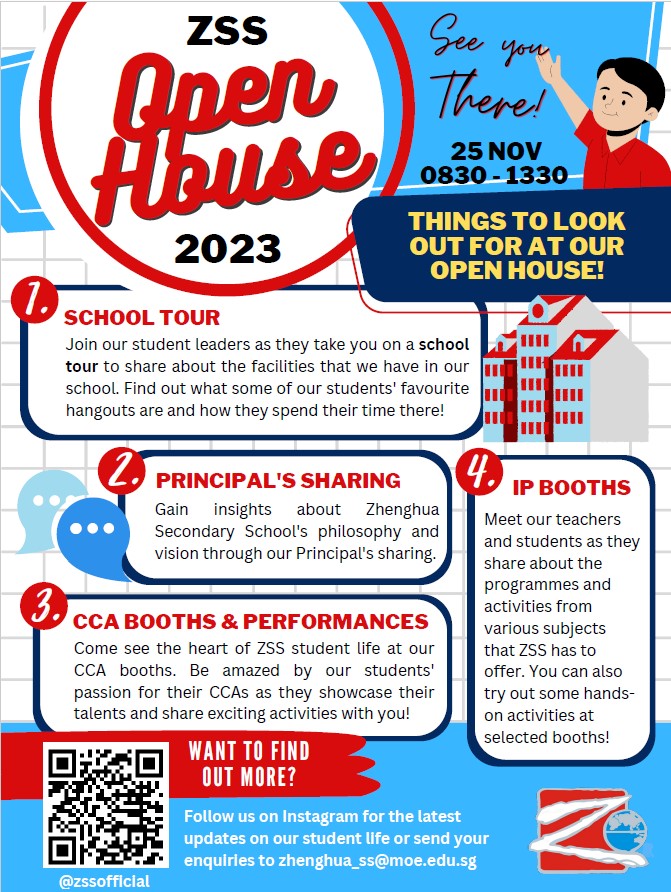 ZSS
Open
House
2023
See you
There!
25 NOV
0830 - 1330
THINGS TO LOOK
OUT FOR AT OUR
OPEN HOUSE!
1.
SCHOOL TOUR
Join our student leaders as they take you on a school
tour to share about the facilities that we have in our
school. Find out what some of our students' favourite
hangouts are and how they spend their time there!
2.
PRINCIPAL'S SHARING
Gain insights about Zhenghua
Secondary School's philosophy and
vision through our Principal's sharing.
3.
CCA BOOTHS & PERFORMANCES
Come see the heart of ZSS student life at our
CCA booths. Be amazed by our students'
passion for their CCAs as they showcase their
talents and share exciting activities with you!
4.
IP BOOTHS
Meet our teachers
and students as they
share about the
programmes and
activities from
various subjects
that ZSS has to
offer. You can also
try out some hands-
on activities at
selected booths!
WANT TO FIND
OUT MORE?
Follow us on Instagram for the latest
updates on our student life or send your
enquiries to zhenghua_ss@moe.edu.sg
@zssofficial